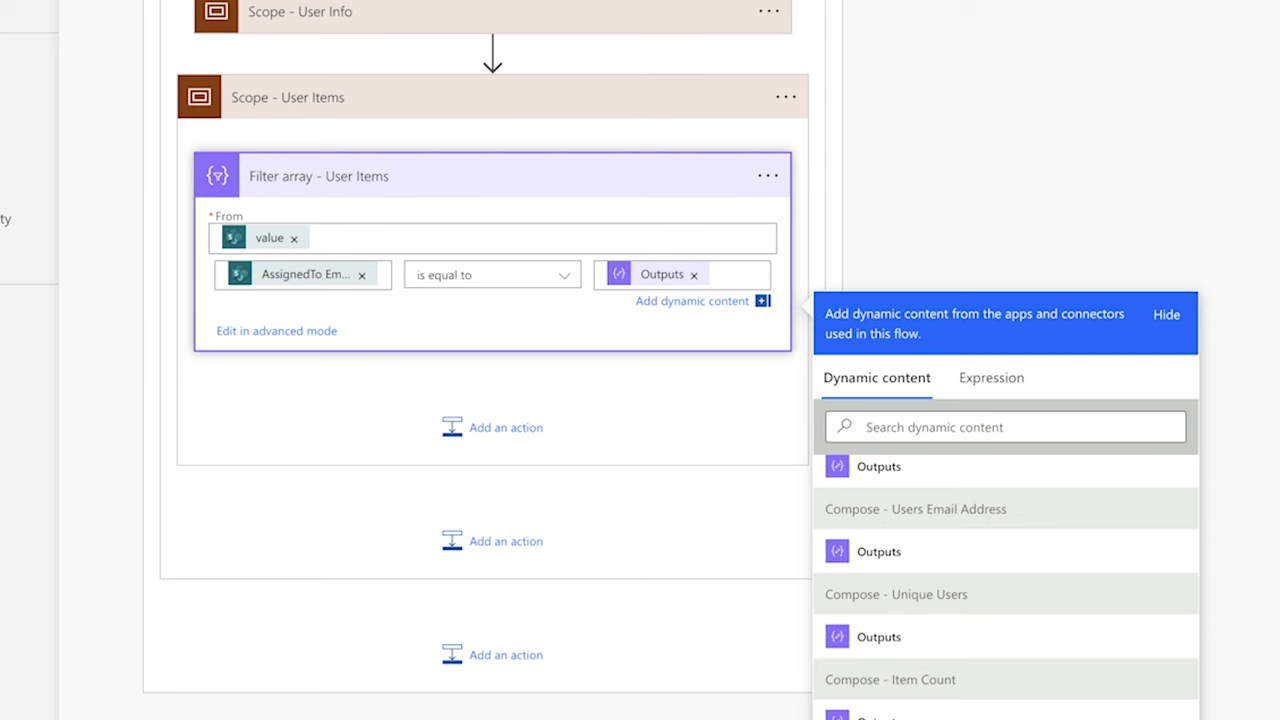 Scope - User Info
Scope - User Items
Filter array - User Items
ty
* From
value ×
AssignedTo Em... ×
is equal to
Outputs ×
Add dynamic content
Edit in advanced mode
Add an action
Add an action
Add an action
Add dynamic content from the apps and connectors
used in this flow.
Hide
Dynamic content
Expression
Search dynamic content
Outputs
Compose - Users Email Address
Outputs
Compose - Unique Users
Outputs
Compose - Item Count